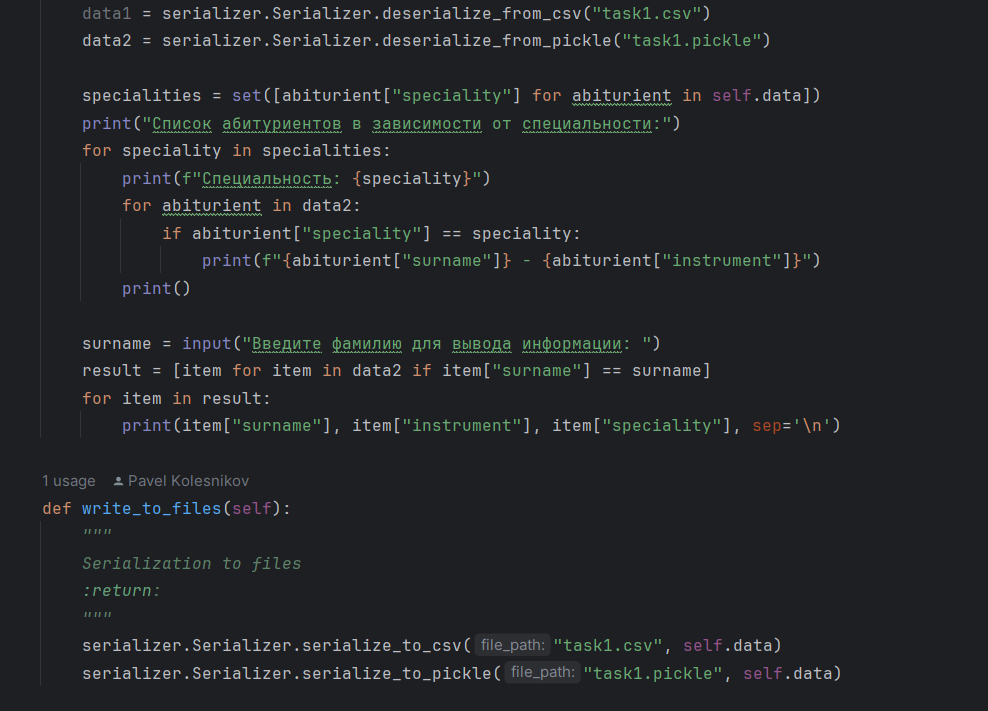 data1 = serializer.Serializer.deserialize_from_csv("task1.csv")
data2 = serializer.Serializer.deserialize_from_pickle("task1.pickle")
specialities = set([abiturient["speciality"] for abiturient in self.data])
print("Список абитуриентов в зависимости от специальности:")
for speciality in specialities:
print(f"Специальность: {speciality}")
for abiturient in data2:
if abiturient["speciality"] == speciality:
print(f"{abiturient["surname"]} - {abiturient["instrument"]}")
print()
surname = input("Введите фамилию для вывода информации: ")
result = [item for item in data2 if item["surname"] == surname]
for item in result:
print(item["surname"], item["instrument"], item["speciality"], sep='\n')
1 usage Pavel Kolesnikov
def write_to_files(self):
"""
Serialization to files
:return:
"""
serializer.Serializer.serialize_to_csv( file_path: "task1.csv", self.data)
serializer.Serializer.serialize_to_pickle( file_path: "task1.pickle", self.data)